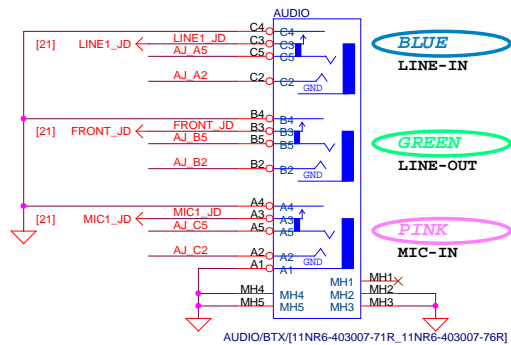 AUDIO
C4 C4
[21] LINE1_JD LINE1_JD C3 C3
AJ_A5 C5 C5
AJ_A2 C2 C2
GND
BLUE
LINE-IN
B4 B4
[21] FRONT_JD FRONT_JD B3 B3
AJ_B5 B5 B5
AJ_B2 B2 B2
GND
GREEN
LINE-OUT
A4 A4
[21] MIC1_JD MIC1_JD A3 A3
AJ_C5 A5 A5
AJ_C2 A2 A2
GND
A1 A1
PINK
MIC-IN
MH1 MH1
MH4 MH4 MH2 MH2
MH5 MH5 MH3 MH3
AUDIO/BTX/[11NR6-403007-71R_11NR6-403007-76R]